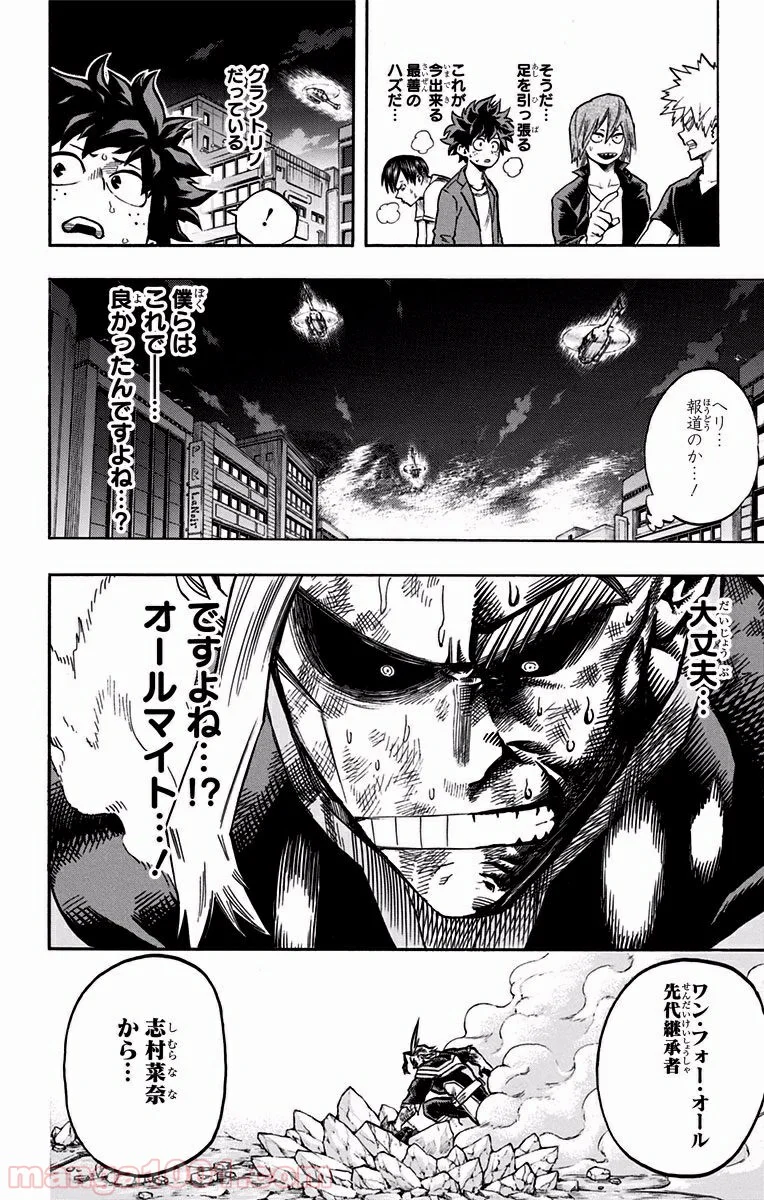 そうだ…
足を引っ張る
これが
今出来る
最善の
ハズだ…
グラントリノ
だっている
！
ヘリ…
報道のか…！
僕らは
これで――…
良かったんですよね…？
大丈夫…
ですよね…!?
オールマイト…！
ワン・フォー・オール
先代継承者
志村菜奈
から…